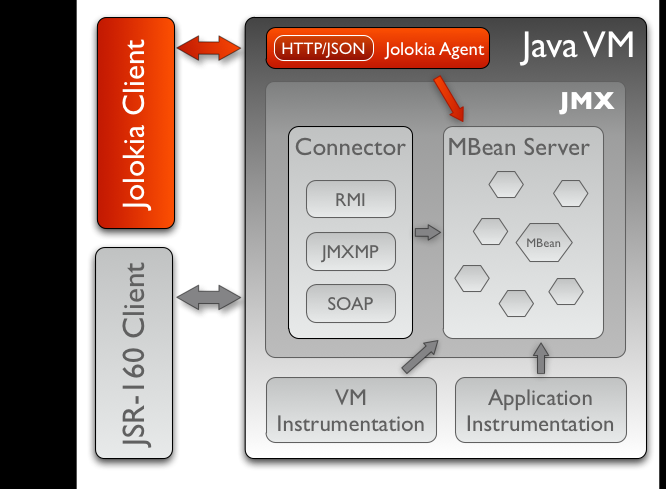 Jolokia Client
HTTP/JSON Jolokia Agent
Java VM
JMX
Connector
RMI
JMXMP
SOAP
MBean Server
MBean
JSR-160 Client
VM
Instrumentation
Application
Instrumentation